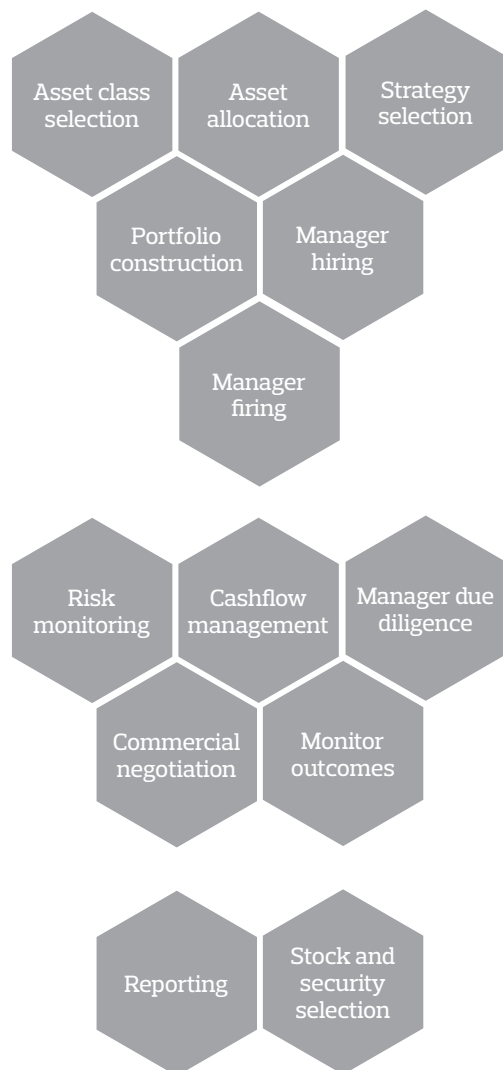 Asset class
selection
Asset
allocation
Strategy
selection
Portfolio
construction
Manager
hiring
Manager
firing
Risk
monitoring
Cashflow
management
Manager due
diligence
Commercial
negotiation
Monitor
outcomes
Reporting
Stock and
security
selection